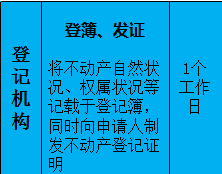 登记机构
登簿、发证
将不动产自然状
况、权属状况等
记载于登记簿，
同时向申请人制
发不动产登记证
明
1个
工作
日